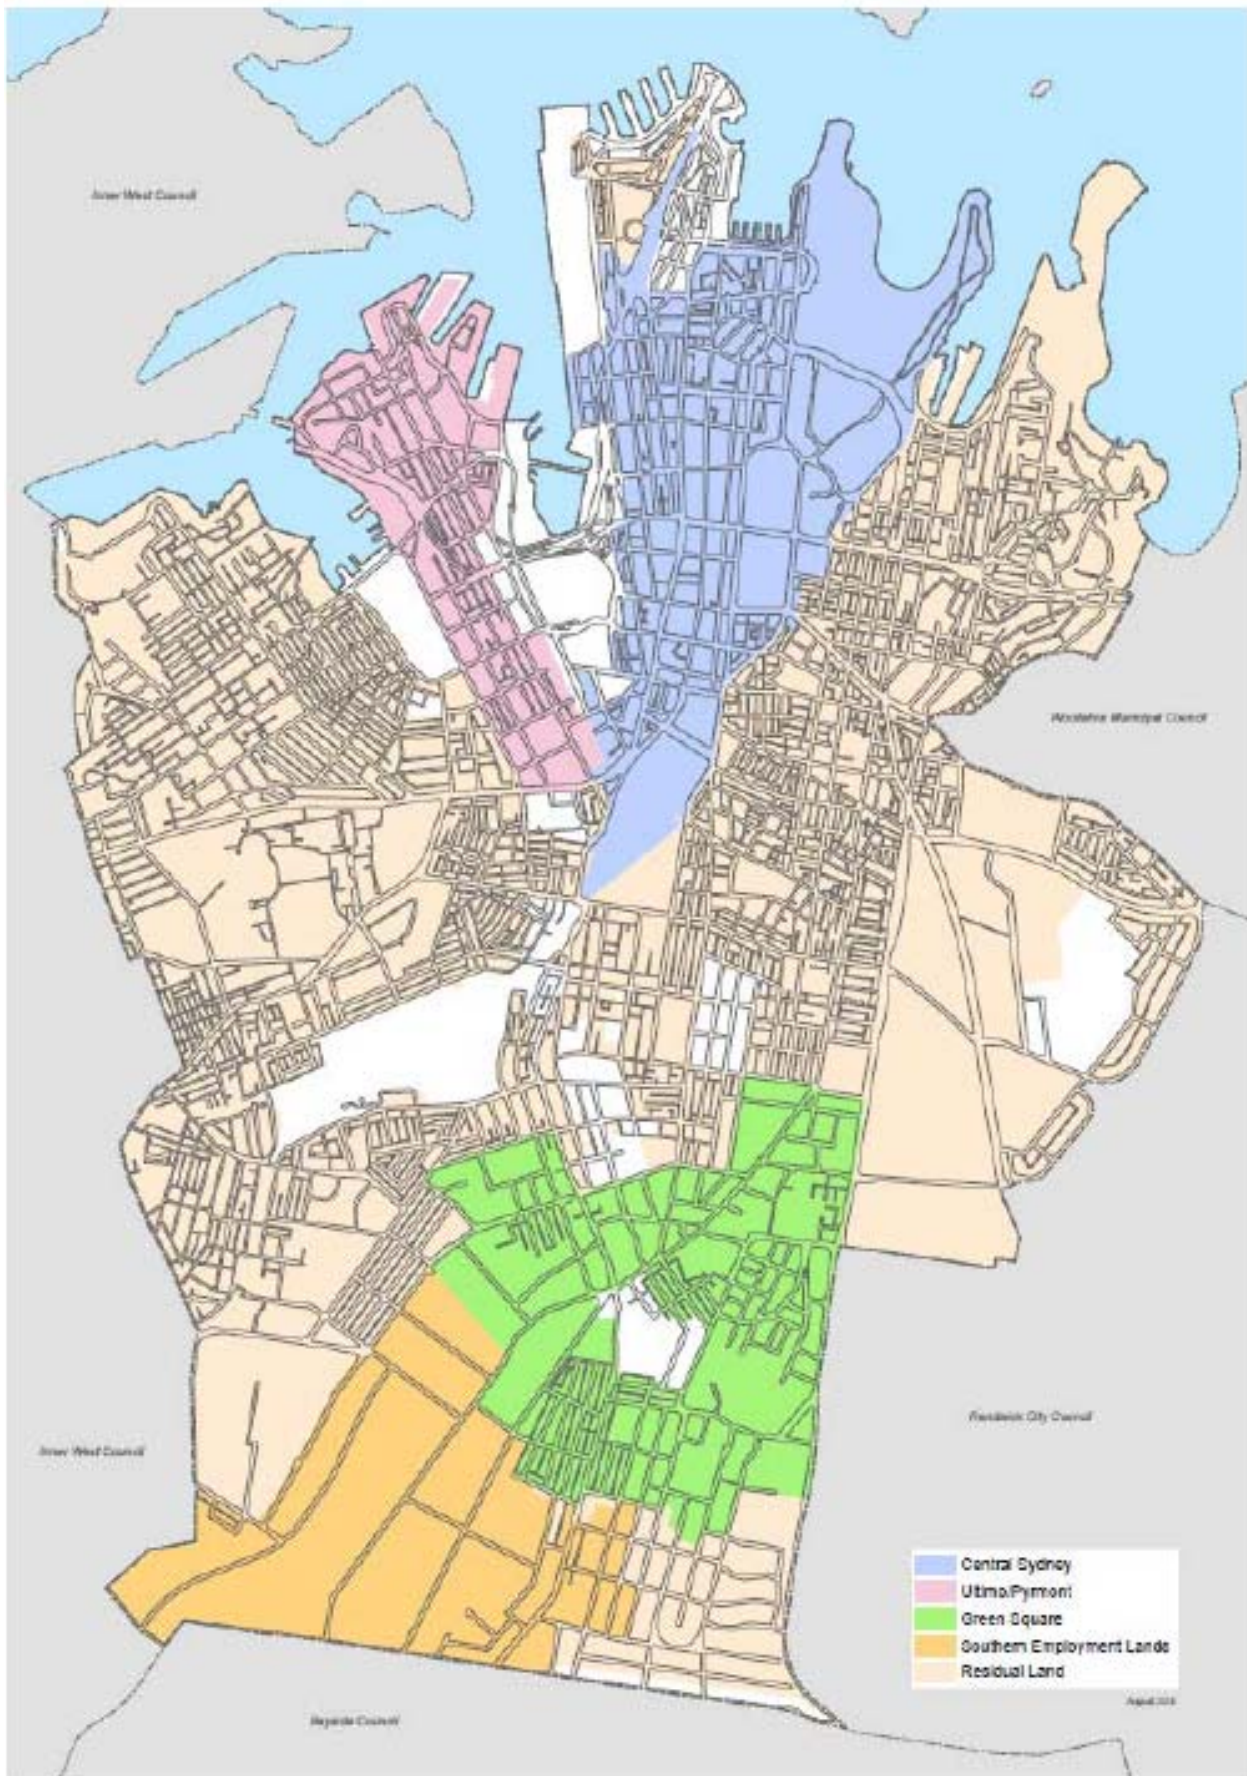 Inner West Council
Woollahra Municipal Council
Randwick City Council
Inner West Council
Central Sydney
Ultimo/Pyrmont
Green Square
Southern Employment Lands
Residual Land
Bayside Council